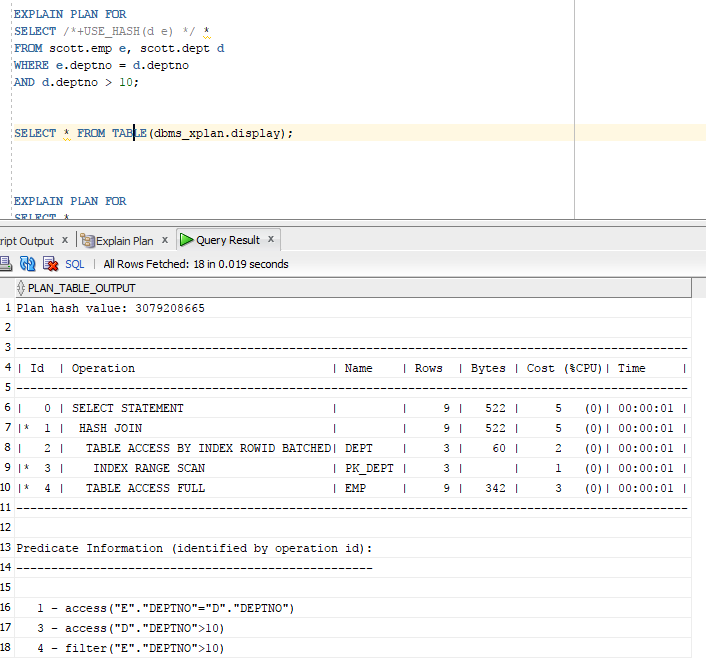 EXPLAIN PLAN FOR
SELECT /*+USE_HASH(d e) */ *
FROM scott.emp e, scott.dept d
WHERE e.deptno = d.deptno
AND d.deptno > 10;
SELECT * FROM TABLE(dbms_xplan.display);
EXPLAIN PLAN FOR
SELECT *
ript Output x Explain Plan x Query Result x
SQL | All Rows Fetched: 18 in 0.019 seconds
PLAN_TABLE_OUTPUT
1 Plan hash value: 3079208665
2
3 ------------------------------------------------------------------------------------------------
4 | Id  | Operation                           | Name    | Rows  | Bytes | Cost (%CPU)| Time     |
5 ------------------------------------------------------------------------------------------------
6 |   0 | SELECT STATEMENT                    |         |     9 |   522 |     5   (0)| 00:00:01 |
7 |*  1 |  HASH JOIN                          |         |     9 |   522 |     5   (0)| 00:00:01 |
8 |   2 |   TABLE ACCESS BY INDEX ROWID BATCHED| DEPT    |     3 |    60 |     2   (0)| 00:00:01 |
9 |*  3 |    INDEX RANGE SCAN                 | PK_DEPT |     3 |       |     1   (0)| 00:00:01 |
10 |*  4 |   TABLE ACCESS FULL                 | EMP     |     9 |   342 |     3   (0)| 00:00:01 |
11 ------------------------------------------------------------------------------------------------
12
13 Predicate Information (identified by operation id):
14 ---------------------------------------------------
15
16    1 - access("E"."DEPTNO"="D"."DEPTNO")
17    3 - access("D"."DEPTNO">10)
18    4 - filter("E"."DEPTNO">10)